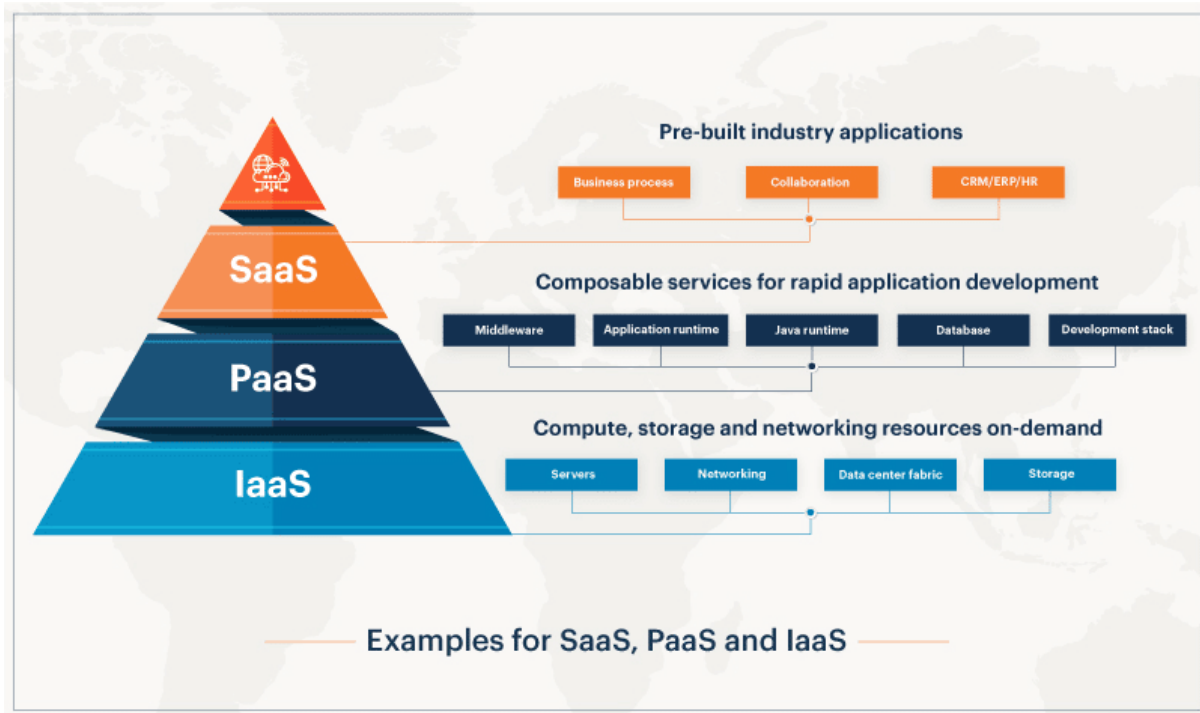 Pre-built industry applications
Business process
Collaboration
CRM/ERP/HR
SaaS
Composable services for rapid application development
Middleware
Application runtime
Java runtime
Database
Development stack
PaaS
Compute, storage and networking resources on-demand
Servers
Networking
Data center fabric
Storage
IaaS
Examples for SaaS, PaaS and IaaS